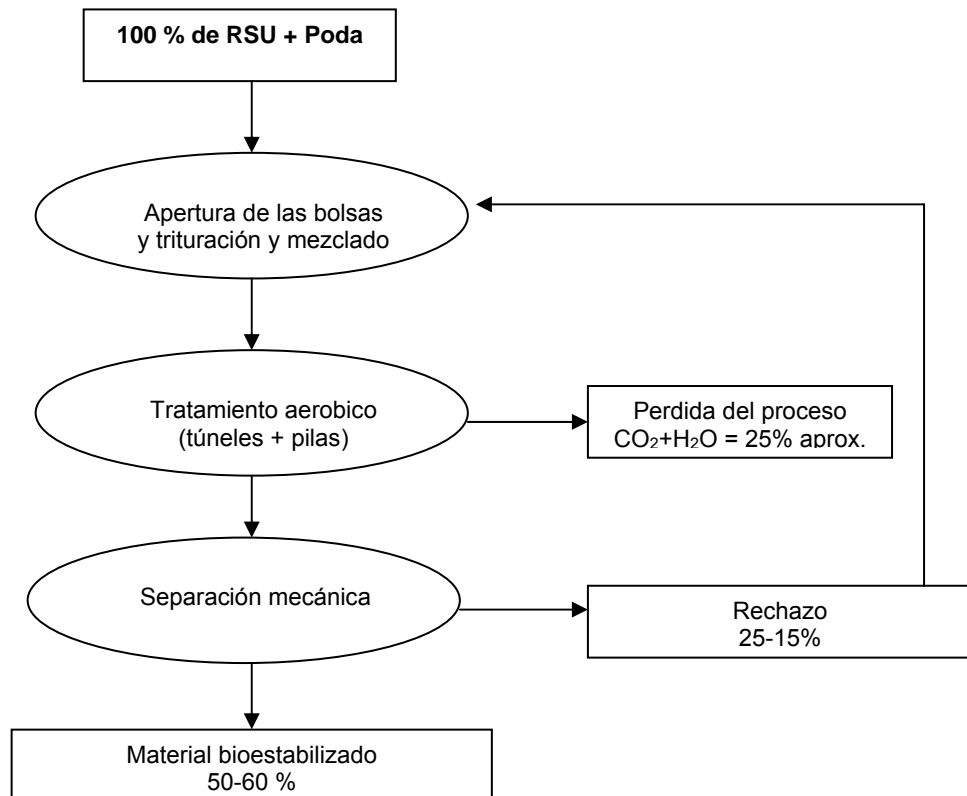 100 % de RSU + Poda
Apertura de las bolsas
y trituración y mezclado
Tratamiento aerobico
(túneles + pilas)
Perdida del proceso
CO₂+H₂O = 25% aprox.
Separación mecánica
Rechazo
25-15%
Material bioestabilizado
50-60 %